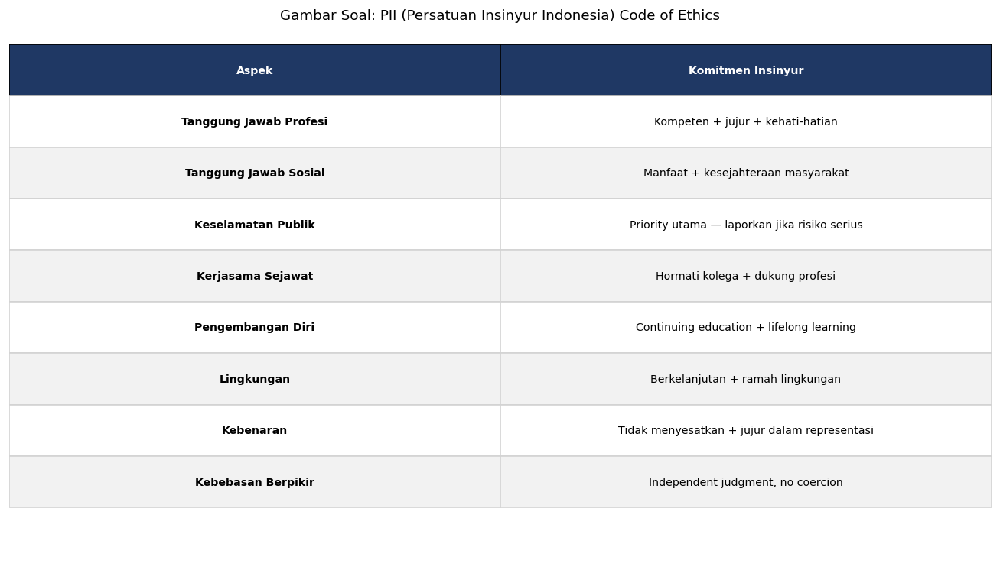 Gambar Soal: PII (Persatuan Insinyur Indonesia) Code of Ethics
Aspek
Komitmen Insinyur
Tanggung Jawab Profesi
Kompeten + jujur + kehati-hatian
Tanggung Jawab Sosial
Manfaat + kesejahteraan masyarakat
Keselamatan Publik
Priority utama — laporkan jika risiko serius
Kerjasama Sejawat
Hormati kolega + dukung profesi
Pengembangan Diri
Continuing education + lifelong learning
Lingkungan
Berkelanjutan + ramah lingkungan
Kebenaran
Tidak menyesatkan + jujur dalam representasi
Kebebasan Berpikir
Independent judgment, no coercion